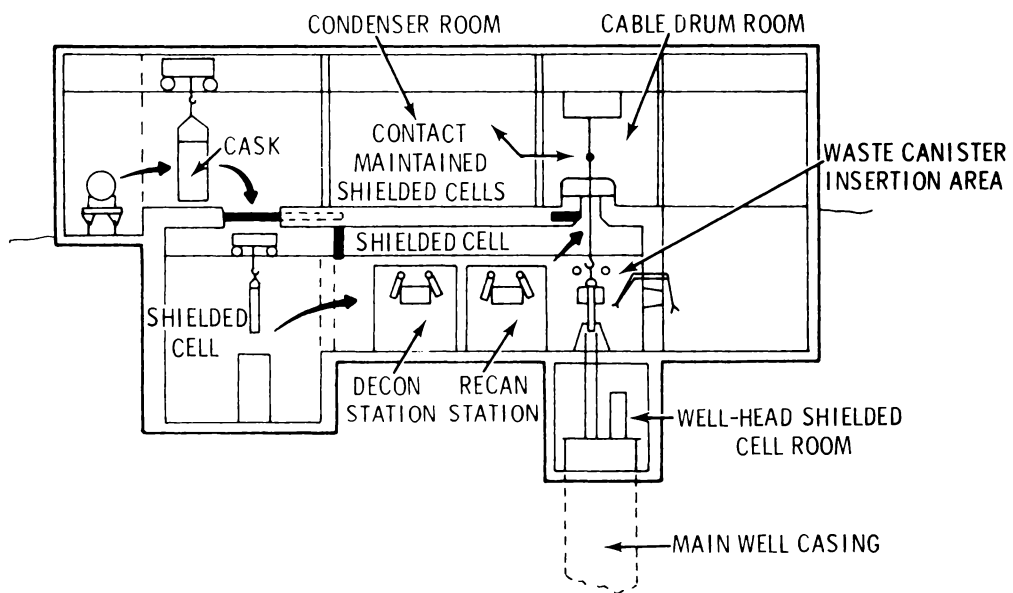 CONDENSER ROOM
CABLE DRUM ROOM
CASK
CONTACT
MAINTAINED
SHIELDED CELLS
WASTE CANISTER
INSERTION AREA
SHIELDED CELL
SHIELDED
CELL
DECON
STATION
RECAN
STATION
WELL-HEAD SHIELDED
CELL ROOM
MAIN WELL CASING